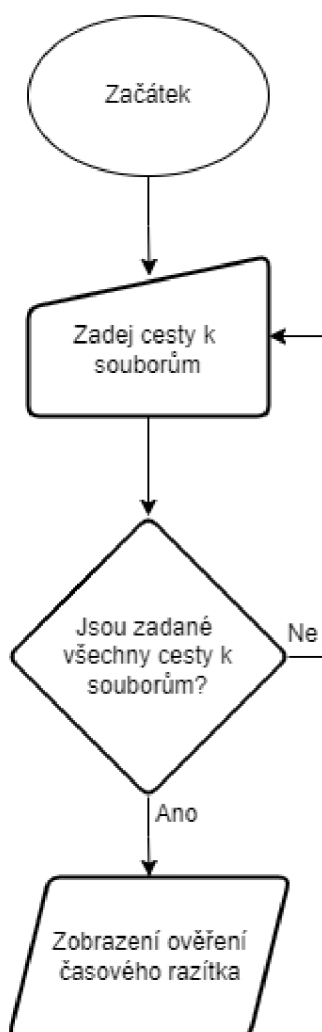 Začátek
Zadej cesty k
souborům
Jsou zadané
všechny cesty k
souborům?
Ne
Ano
Zobrazení ověření
časového razítka